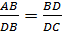 AB/DB = BD/DC